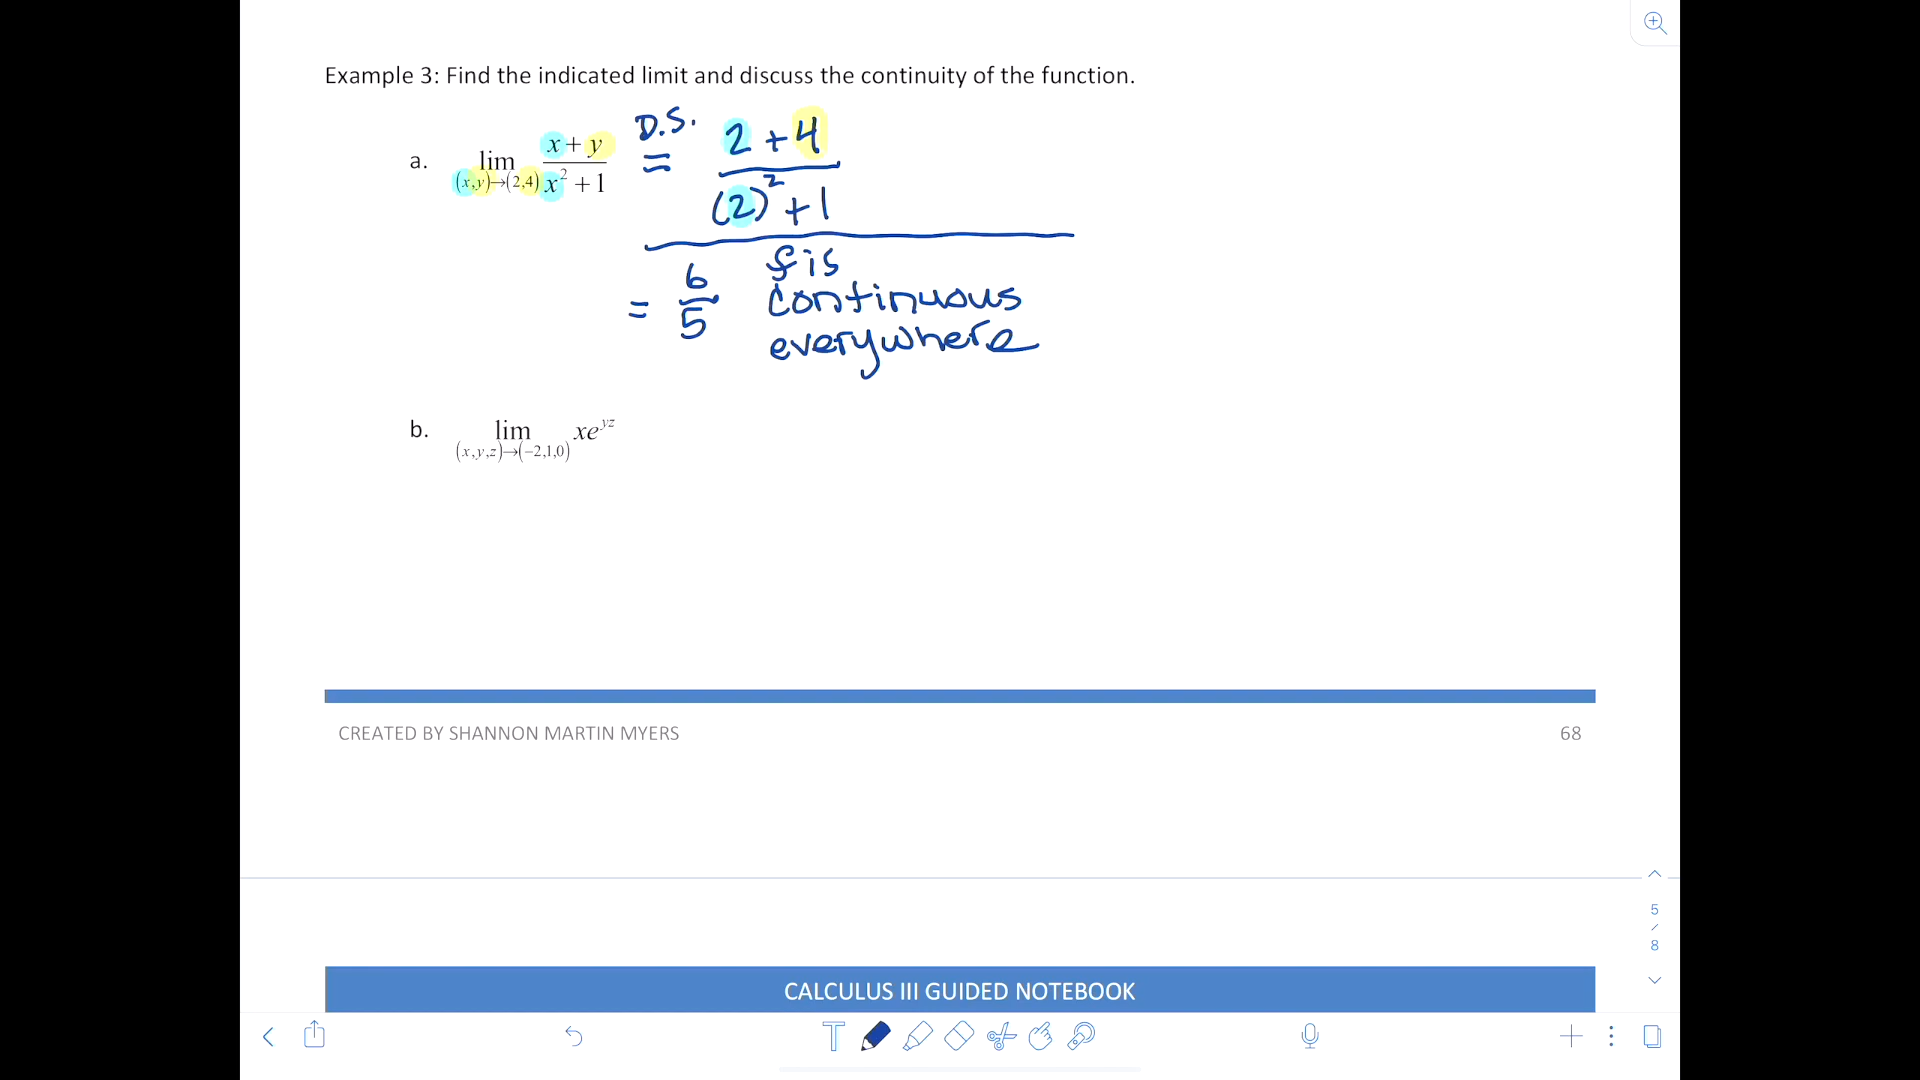 Example 3: Find the indicated limit and discuss the continuity of the function.
a. lim (x,y)→(2,4) x + y / x² + 1 D.S. = 2 + 4 / (2)² + 1
= 6/5 f is
continuous
everywhere
b. lim (x,y,z)→(−2,1,0) xe^yz
CREATED BY SHANNON MARTIN MYERS 68
5
/
8
CALCULUS III GUIDED NOTEBOOK
T